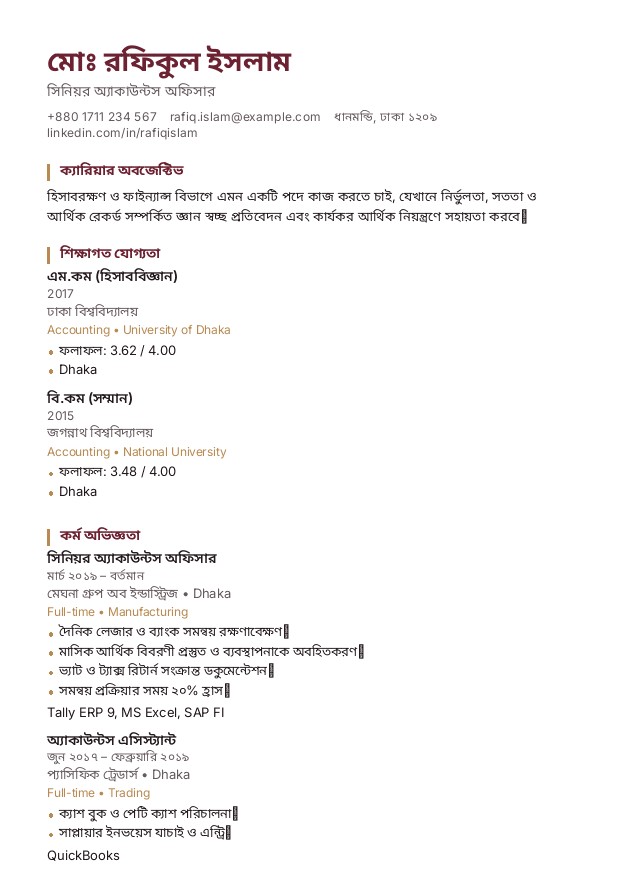 মোঃ রফিকুল ইসলাম
সিনিয়র অ্যাকাউন্টস অফিসার
+880 1711 234 567 rafiq.islam@example.com ধানমন্ডি, ঢাকা ১২০৯
linkedin.com/in/rafiqislam
ক্যারিয়ার অবজেক্টিভ
হিসাবরক্ষণ ও ফাইন্যান্স বিভাগে এমন একটি পদে কাজ করতে চাই, যেখানে নির্ভুলতা, সততা ও
আর্থিক রেকর্ড সম্পর্কিত জ্ঞান স্বচ্ছ প্রতিবেদন এবং কার্যকর আর্থিক নিয়ন্ত্রণে সহায়তা করবে
শিক্ষাগত যোগ্যতা
এম.কম (হিসাববিজ্ঞান)
2017
ঢাকা বিশ্ববিদ্যালয়
Accounting • University of Dhaka
• ফলাফল: 3.62 / 4.00
• Dhaka
বি.কম (সম্মান)
2015
জগন্নাথ বিশ্ববিদ্যালয়
Accounting • National University
• ফলাফল: 3.48 / 4.00
• Dhaka
কর্ম অভিজ্ঞতা
সিনিয়র অ্যাকাউন্টস অফিসার
মার্চ ২০১৯ – বর্তমান
মেঘনা গ্রুপ অব ইন্ডাস্ট্রিজ • Dhaka
Full-time • Manufacturing
• দৈনিক লেজার ও ব্যাংক সমন্বয় রক্ষণাবেক্ষণ
• মাসিক আর্থিক বিবরণী প্রস্তুত ও ব্যবস্থাপনাকে অবহিতকরণ
• ভ্যাট ও ট্যাক্স রিটার্ন সংক্রান্ত ডকুমেন্টেশন
• সমন্বয় প্রক্রিয়ার সময় ২০% হ্রাস
Tally ERP 9, MS Excel, SAP FI
অ্যাকাউন্টস এসিস্ট্যান্ট
জুন ২০১৭ – ফেব্রুয়ারি ২০১৯
প্যাসিফিক ট্রেডার্স • Dhaka
Full-time • Trading
• ক্যাশ বুক ও পেটি ক্যাশ পরিচালনা
• সাপ্লায়ার ইনভয়েস যাচাই ও এন্ট্রি
QuickBooks